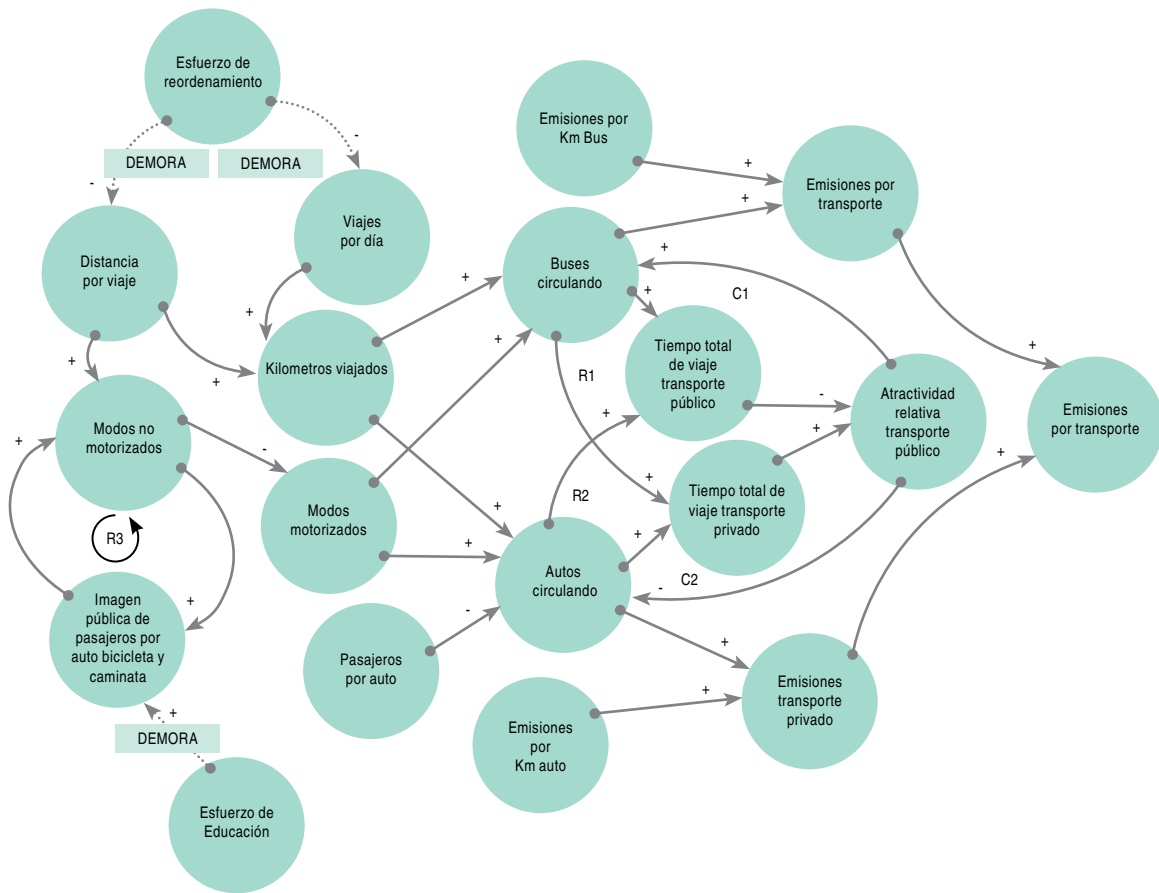 Esfuerzo de
reordenamiento
-
DEMORA
DEMORA
-
Distancia
por viaje
Viajes
por día
+
+
+
Kilometros viajados
Modos no
motorizados
+
-
R3
+
Imagen
pública de
pasajeros por
auto bicicleta y
caminata
+
DEMORA
Esfuerzo de
Educación
Modos
motorizados
+
+
+
+
Pasajeros
por auto
-
Emisiones por
Km Bus
+
Emisiones por
transporte
+
Buses
circulando
+
+
C1
R1
Tiempo total
de viaje
transporte
público
+
-
Atractividad
relativa
transporte
público
+
+
R2
Tiempo total de
viaje transporte
privado
+
Autos
circulando
-
C2
+
Emisiones
por
Km auto
+
Emisiones
transporte
privado
+
+
Emisiones
por transporte